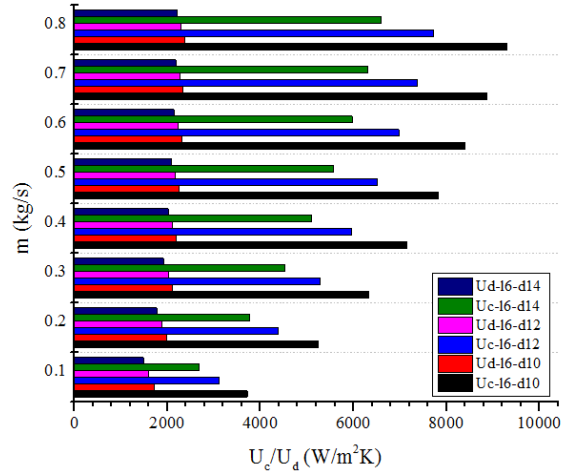 0.8
0.7
0.6
0.5
0.4
0.3
0.2
0.1
m (kg/s)
Ud-l6-d14
Uc-l6-d14
Ud-l6-d12
Uc-l6-d12
Ud-l6-d10
Uc-l6-d10
0 2000 4000 6000 8000 10000
U_c/U_d (W/m²K)